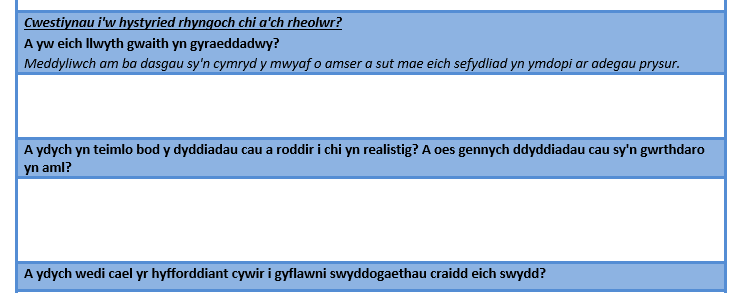 Cwestiynau i'w hystyried rhyngoch chi a'ch rheolwr?
A yw eich llwyth gwaith yn gyraeddadwy?
Meddyliwch am ba dasgau sy'n cymryd y mwyaf o amser a sut mae eich sefydliad yn ymdopi ar adegau prysur.
A ydych yn teimlo bod y dyddiadau cau a roddir i chi yn realistig? A oes gennych ddyddiadau cau sy'n gwrthdaro
yn aml?
A ydych wedi cael yr hyfforddiant cywir i gyflawni swyddogaethau craidd eich swydd?